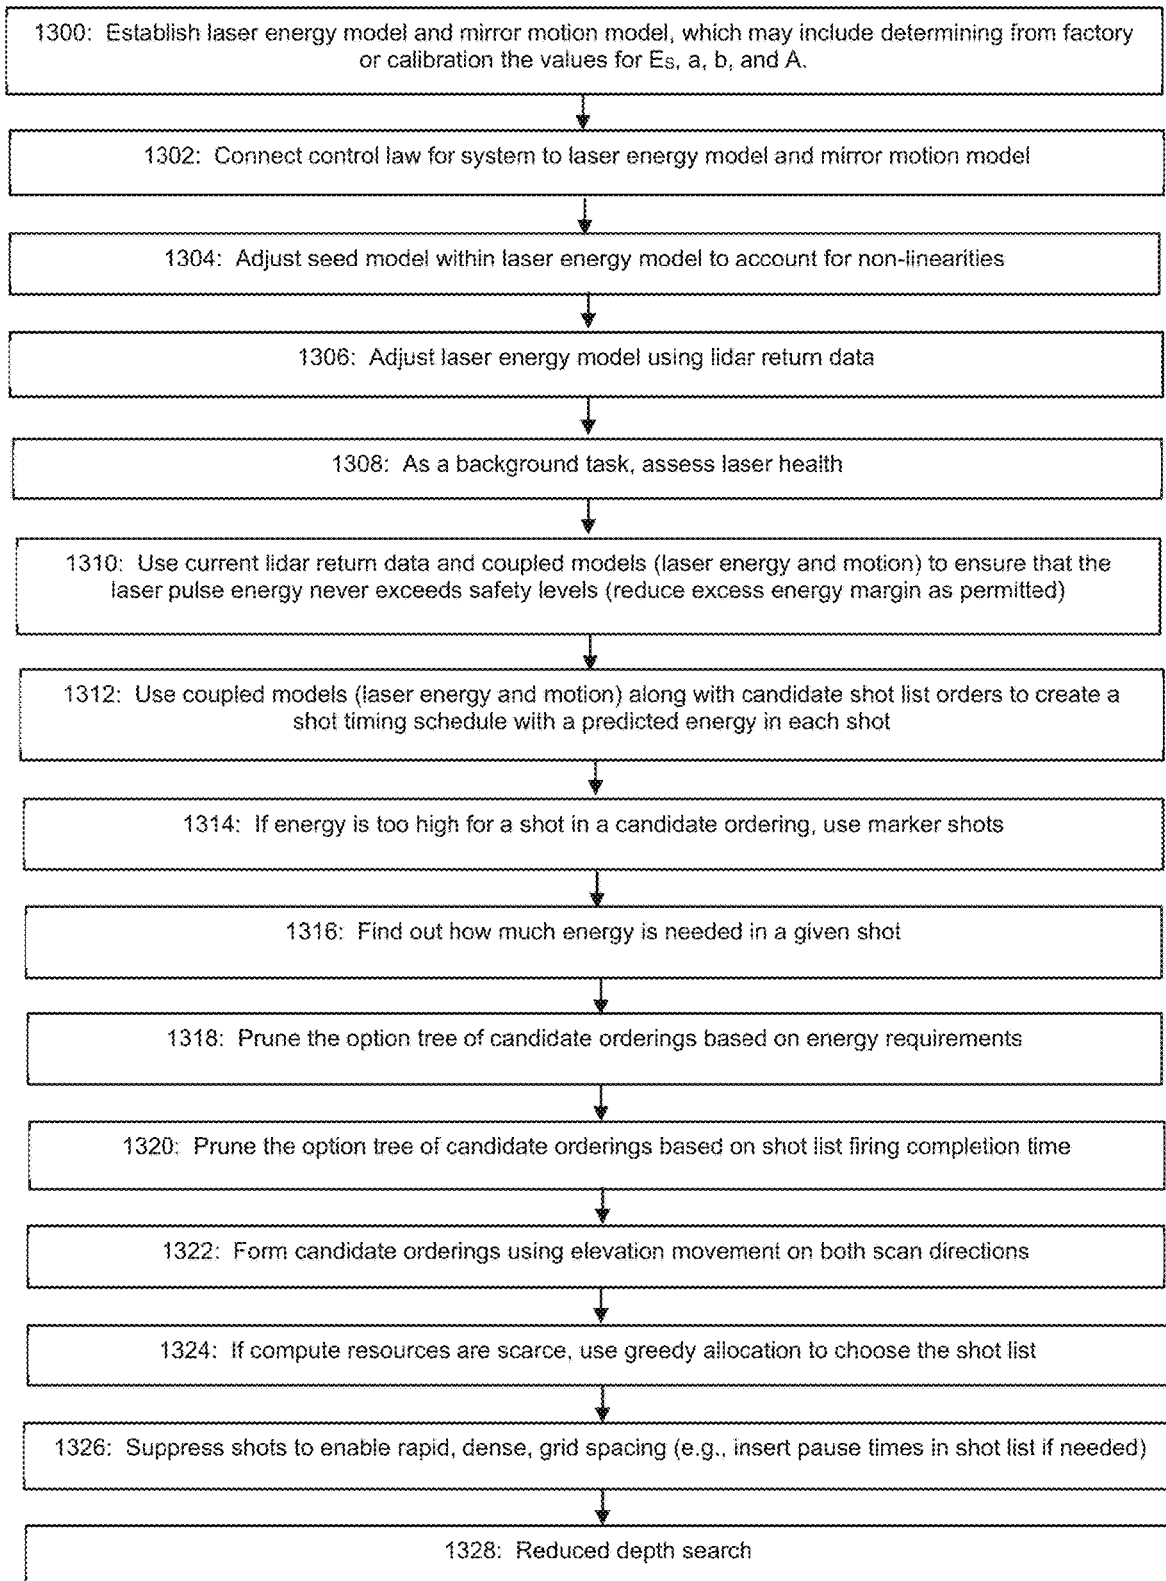 1300: Establish laser energy model and mirror motion model, which may include determining from factory
or calibration the values for Es, a, b, and A.
1302: Connect control law for system to laser energy model and mirror motion model
1304: Adjust seed model within laser energy model to account for non-linearities
1306: Adjust laser energy model using lidar return data
1308: As a background task, assess laser health
1310: Use current lidar return data and coupled models (laser energy and motion) to ensure that the
laser pulse energy never exceeds safety levels (reduce excess energy margin as permitted)
1312: Use coupled models (laser energy and motion) along with candidate shot list orders to create a
shot timing schedule with a predicted energy in each shot
1314: If energy is too high for a shot in a candidate ordering, use marker shots
1316: Find out how much energy is needed in a given shot
1318: Prune the option tree of candidate orderings based on energy requirements
1320: Prune the option tree of candidate orderings based on shot list firing completion time
1322: Form candidate orderings using elevation movement on both scan directions
1324: If compute resources are scarce, use greedy allocation to choose the shot list
1326: Suppress shots to enable rapid, dense, grid spacing (e.g., insert pause times in shot list if needed)
1328: Reduced depth search